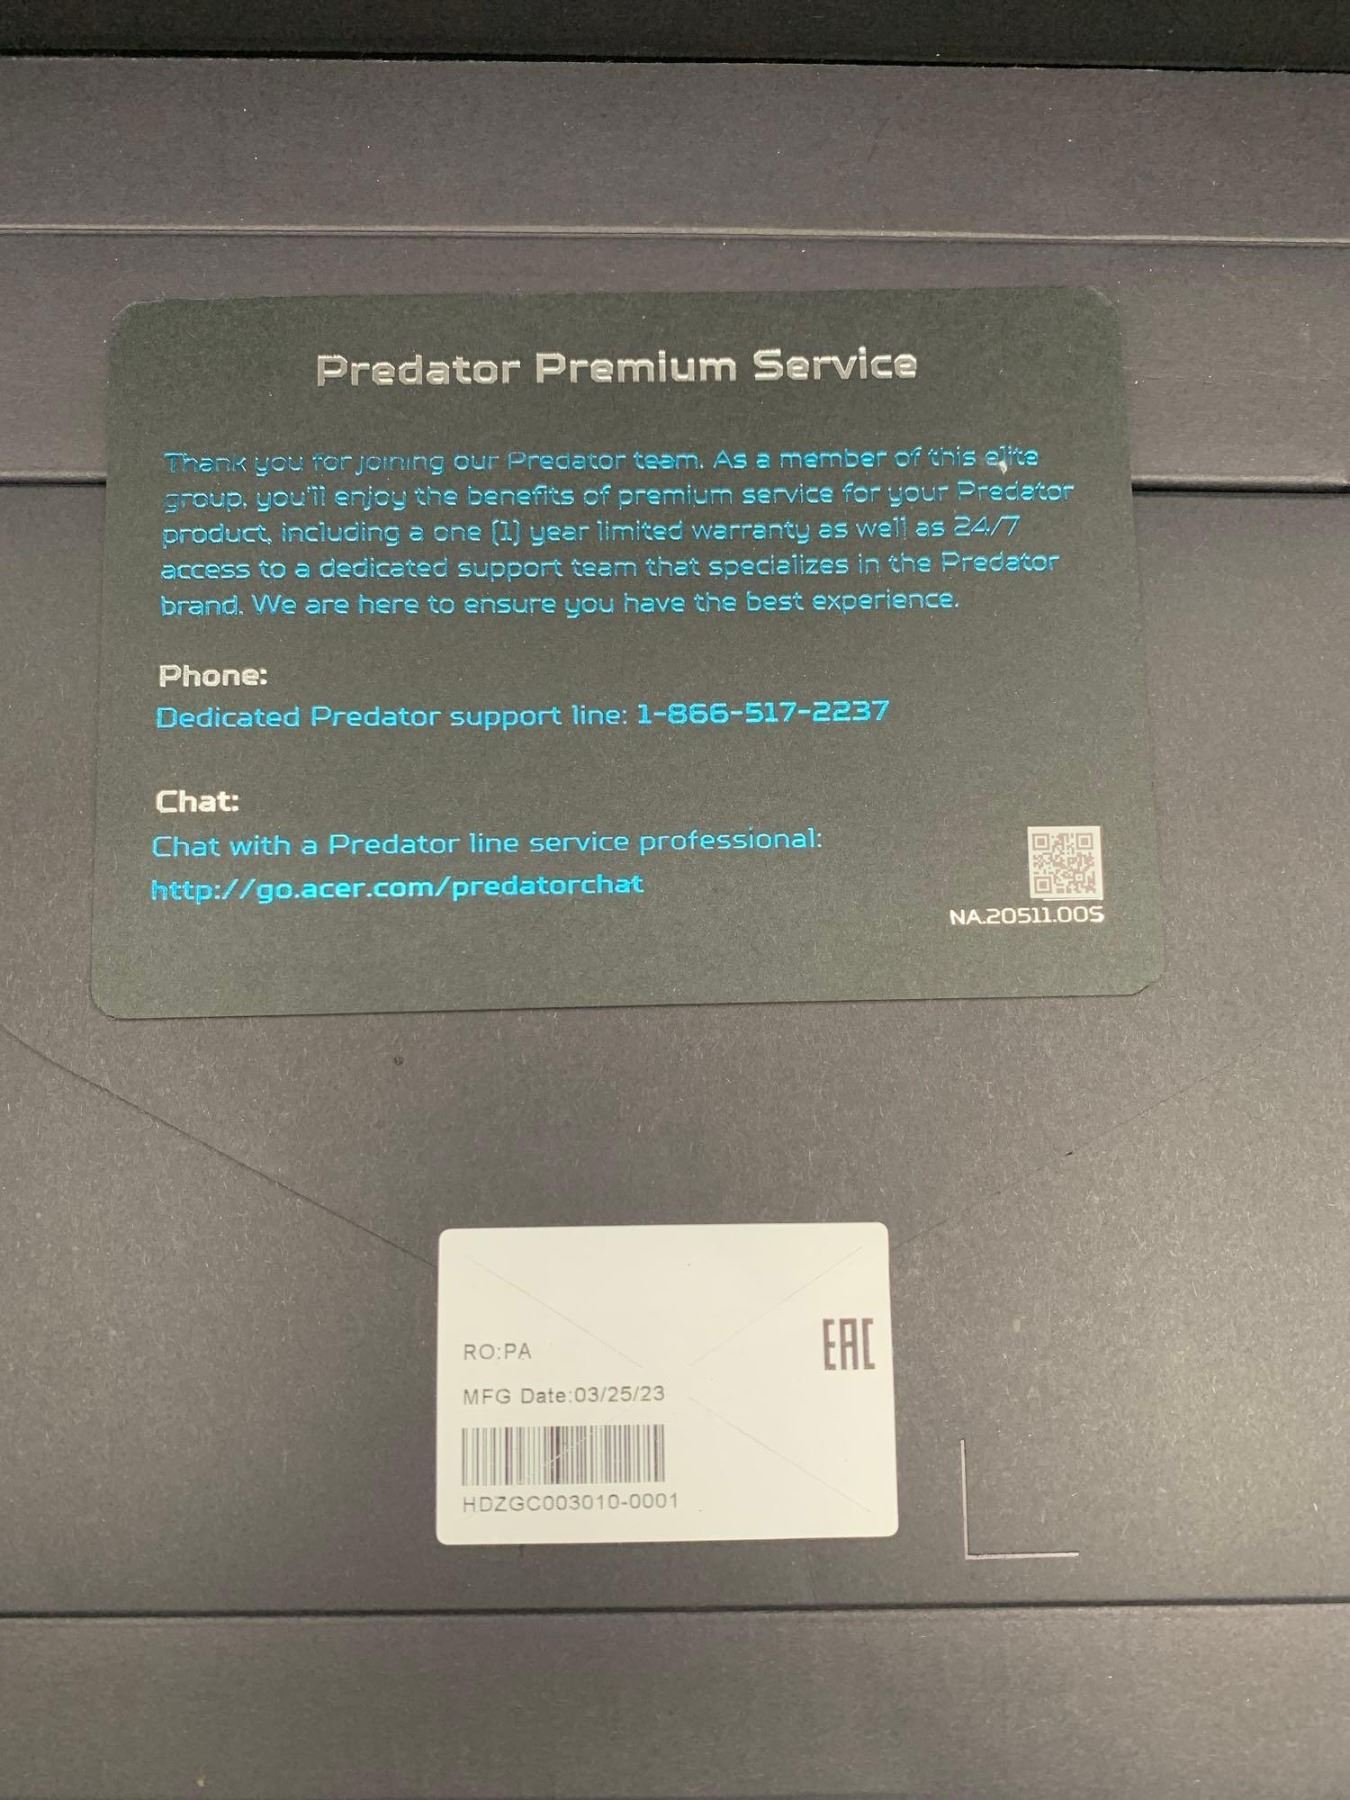 Predator Premium Service
Thank you for joining our Predator team. As a member of this elite
group, you'll enjoy the benefits of premium service for your Predator
product, including a one (1) year limited warranty as well as 24/7
access to a dedicated support team that specializes in the Predator
brand. We are here to ensure you have the best experience.
Phone:
Dedicated Predator support line: 1-866-517-2237
Chat:
Chat with a Predator line service professional:
http://go.acer.com/predatorchat
NA.20511.00S
RO:PA
EAC
MFG Date:03/25/23
HDZGC003010-0001